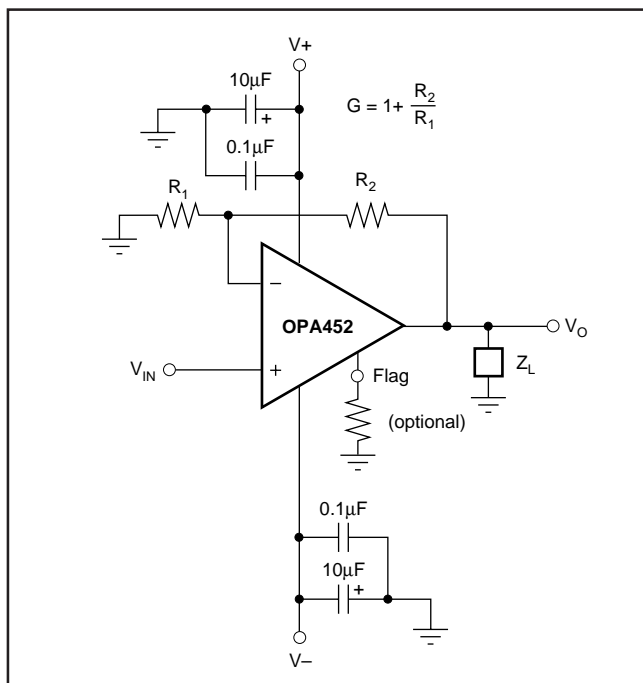 V+
10μF
+
G = 1+ R2
R1
0.1μF
R1
R2
–
OPA452
VO
VIN
+
Flag
ZL
(optional)
0.1μF
10μF
+
V–